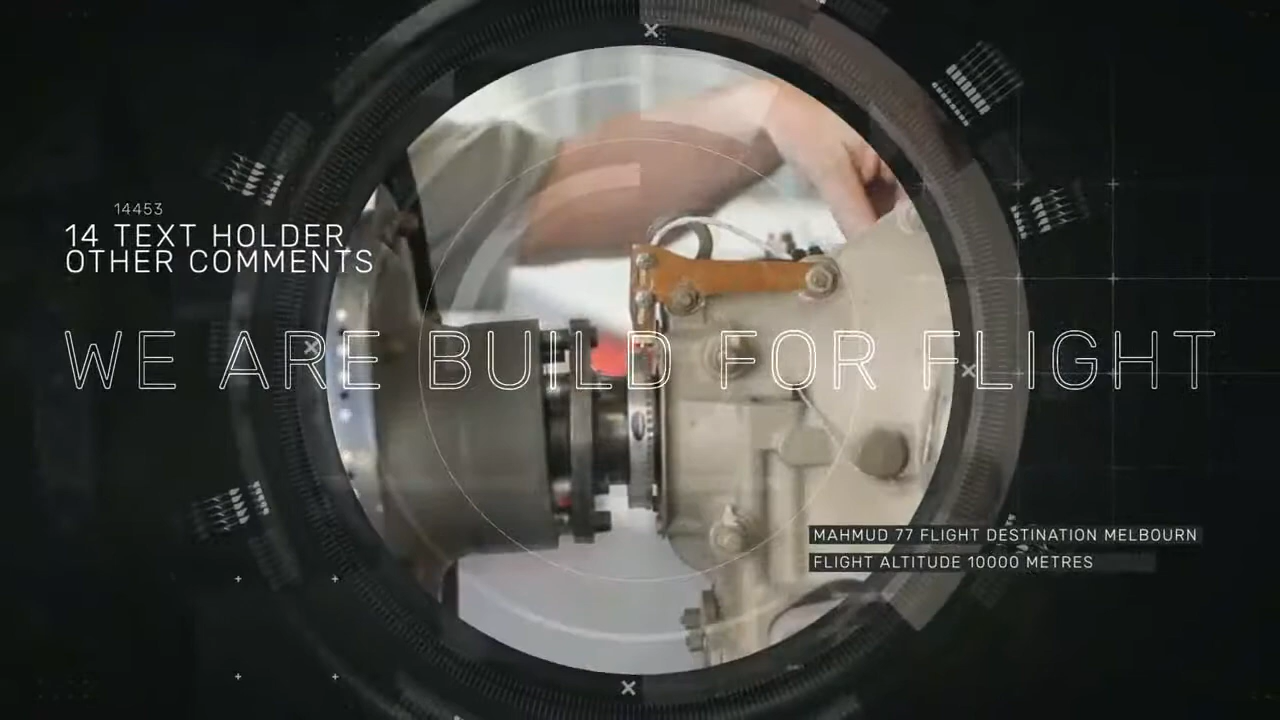 14453
14 TEXT HOLDER
OTHER COMMENTS
WE ARE BUILD FOR FLIGHT
MAHMUD 77 FLIGHT DESTINATION MELBOURN
FLIGHT ALTITUDE 10000 METRES